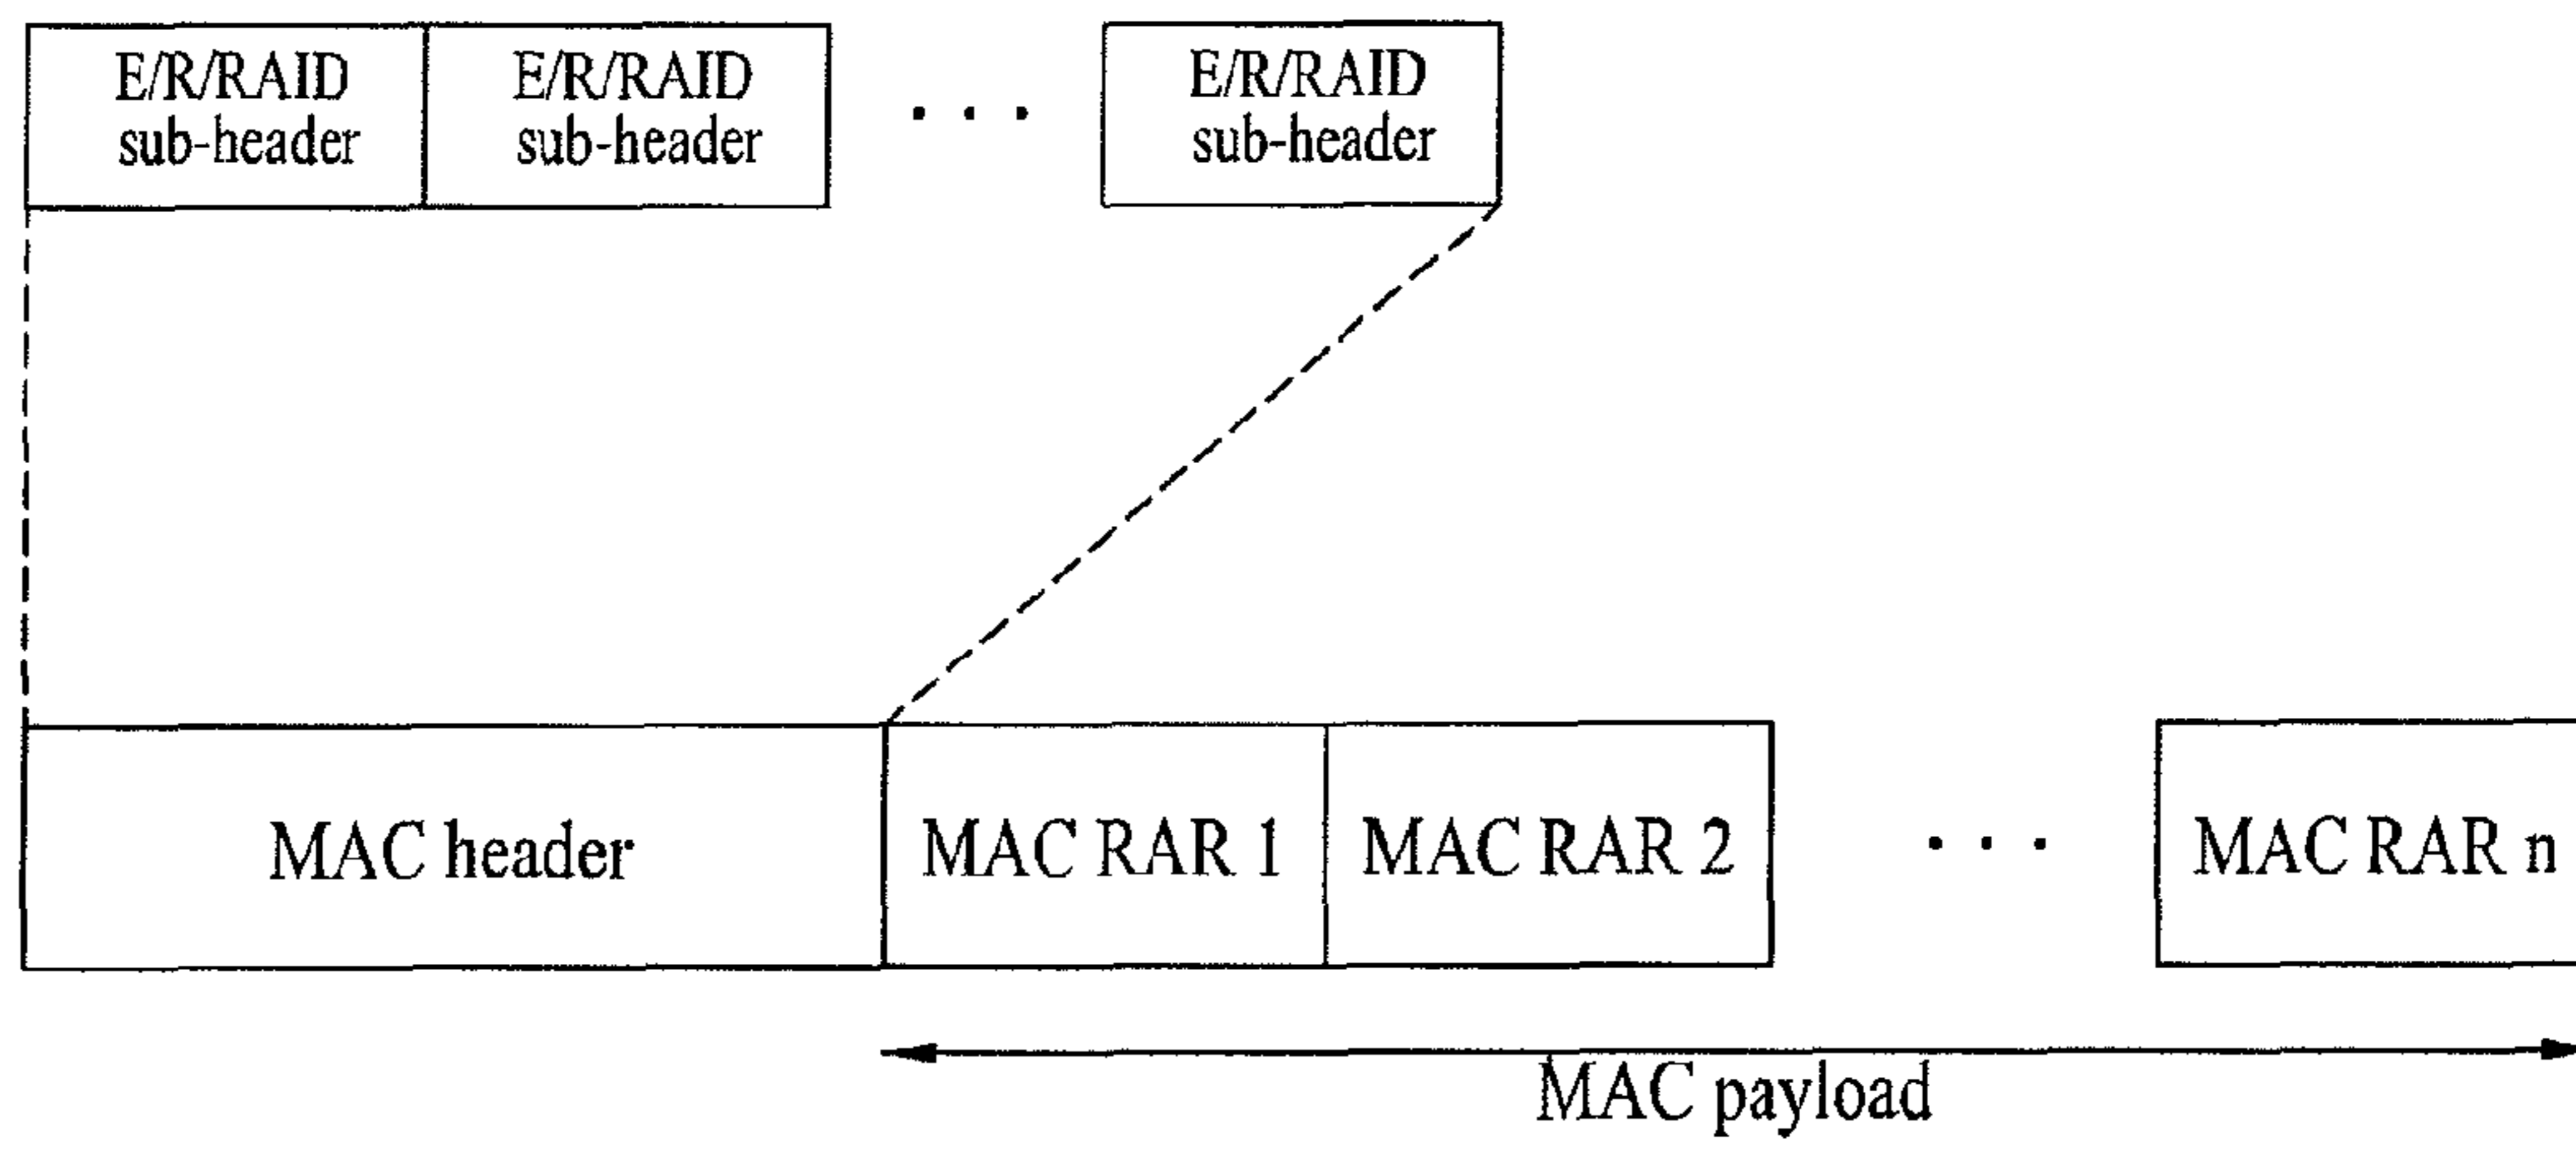 E/R/RAID
sub-header
E/R/RAID
sub-header
. . .
E/R/RAID
sub-header
MAC header
MAC RAR 1
MAC RAR 2
. . .
MAC RAR n
MAC payload